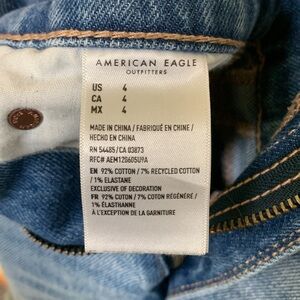 AMERICAN EAGLE
OUTFITTERS
US 4
CA 4
MX 4
MADE IN CHINA / FABRIQUÉ EN CHINE /
HECHO EN CHINA
RN 54485/CA 03873
RFC# AEM120605U9A
EN 92% COTTON / 7% RECYCLED COTTON
/ 1% ELASTANE
EXCLUSIVE OF DECORATION
FR 92% COTON / 7% COTON RÉGÉNÉRÉ /
1% ÉLASTHANNE
À L'EXCEPTION DE LA GARNITURE